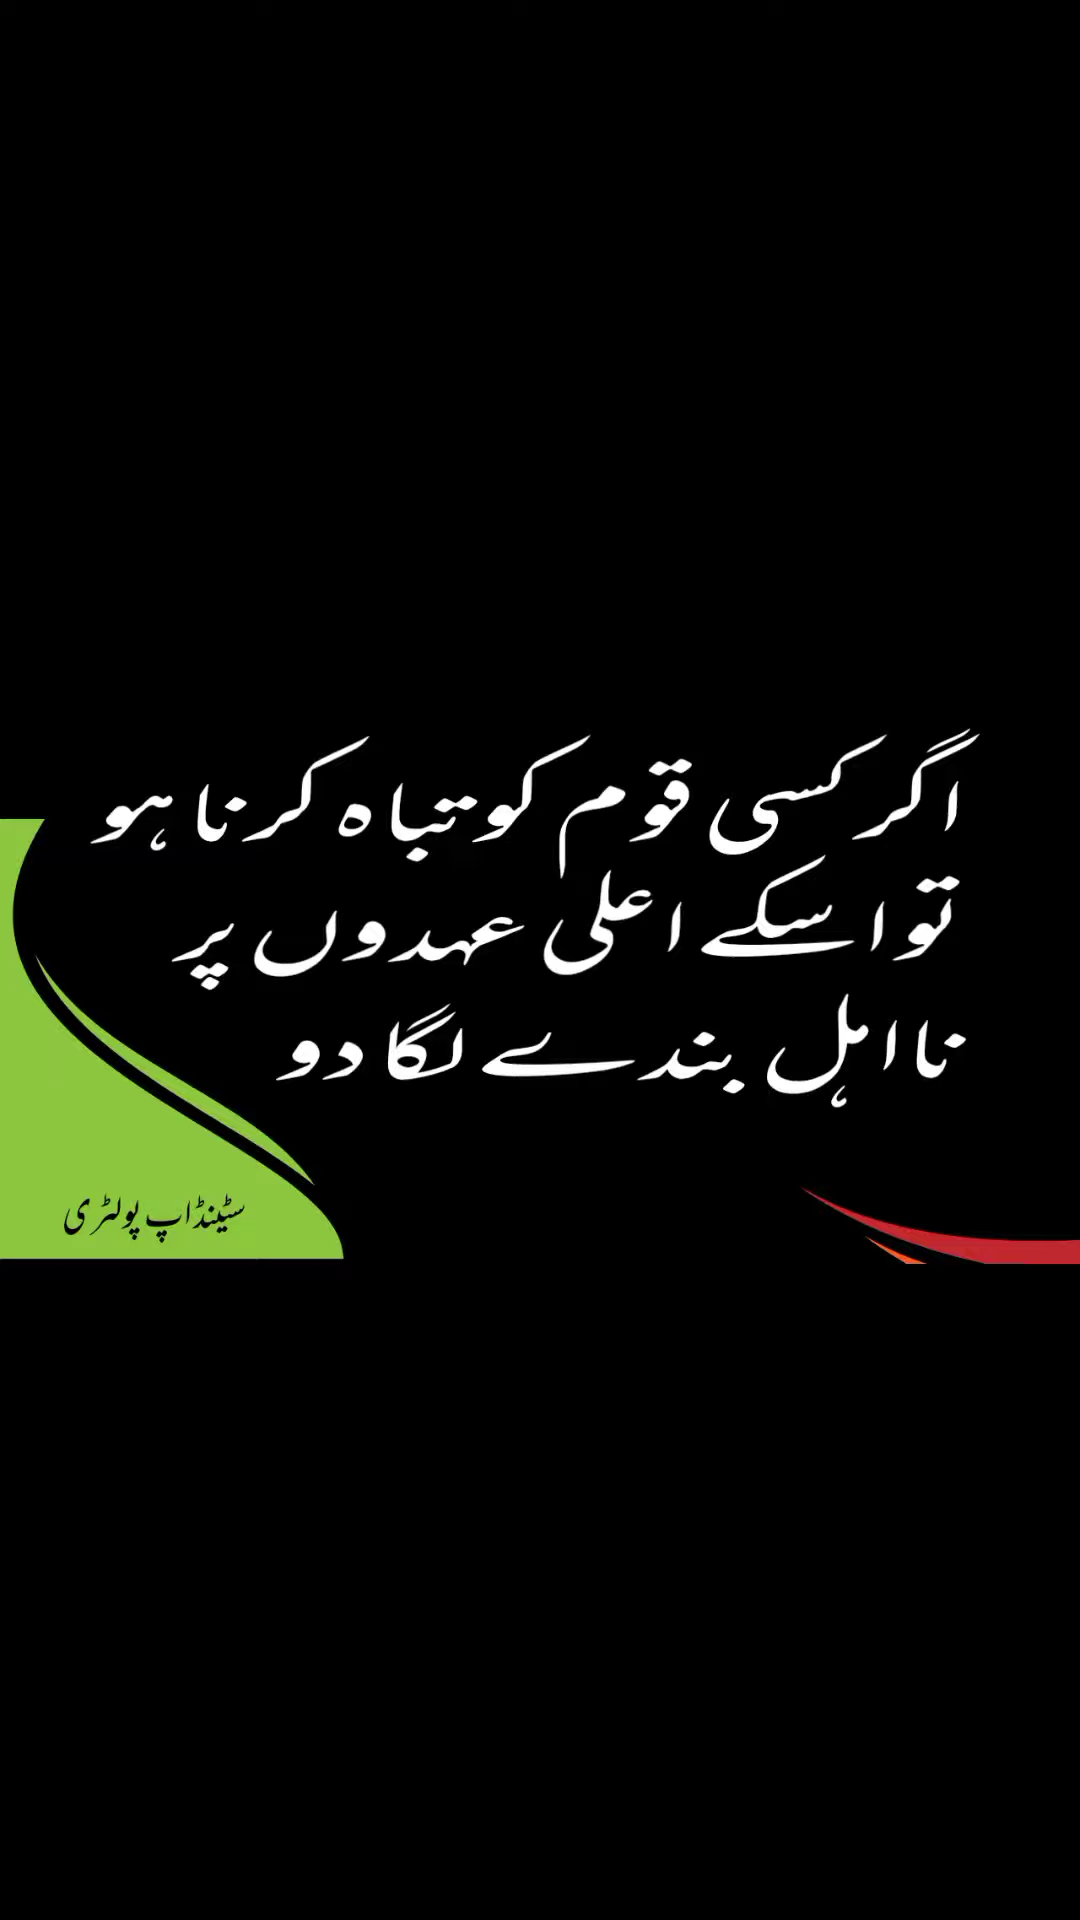 اگر کسی قوم کو تباہ کرنا ہو
تو اسکے اعلی عہدوں پر
نا اہل بندے لگا دو
سٹینڈاپ پولٹری